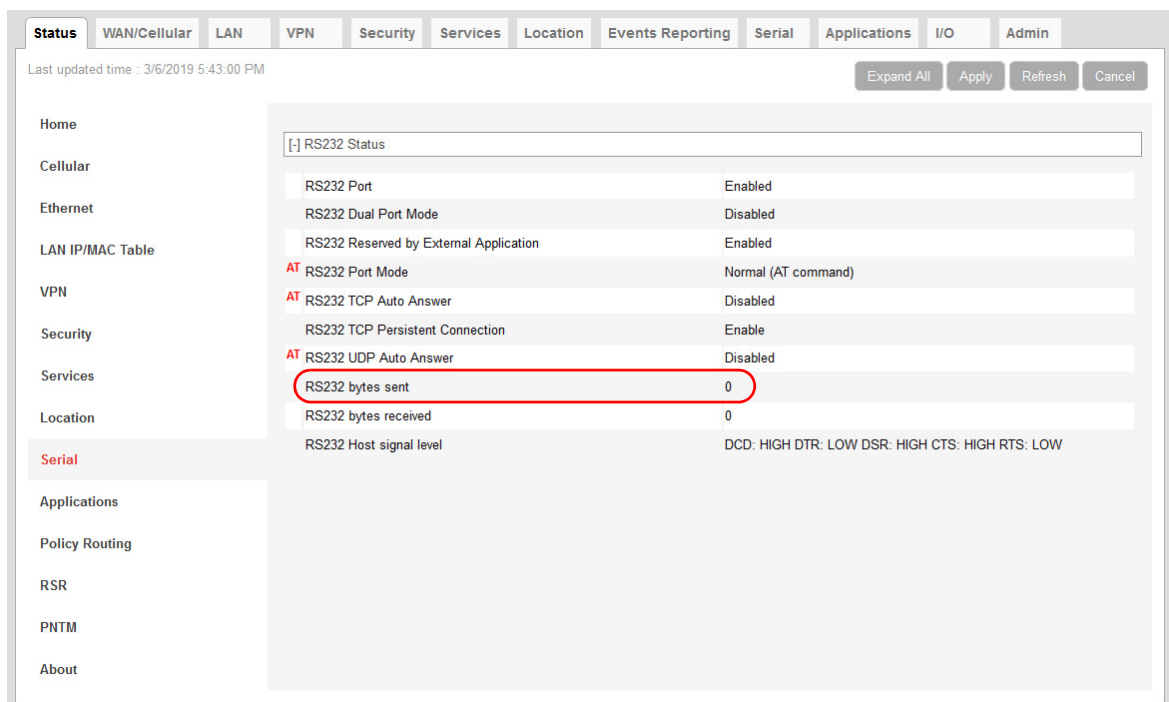 Status WAN/Cellular LAN VPN Security Services Location Events Reporting Serial Applications I/O Admin
Last updated time : 3/6/2019 5:43:00 PM
Expand All Apply Refresh Cancel
Home
Cellular
Ethernet
LAN IP/MAC Table
VPN
Security
Services
Location
Serial
Applications
Policy Routing
RSR
PNTM
About
[-] RS232 Status
RS232 Port Enabled
RS232 Dual Port Mode Disabled
RS232 Reserved by External Application Enabled
AT RS232 Port Mode Normal (AT command)
AT RS232 TCP Auto Answer Disabled
RS232 TCP Persistent Connection Enable
AT RS232 UDP Auto Answer Disabled
RS232 bytes sent 0
RS232 bytes received 0
RS232 Host signal level DCD: HIGH DTR: LOW DSR: HIGH CTS: HIGH RTS: LOW